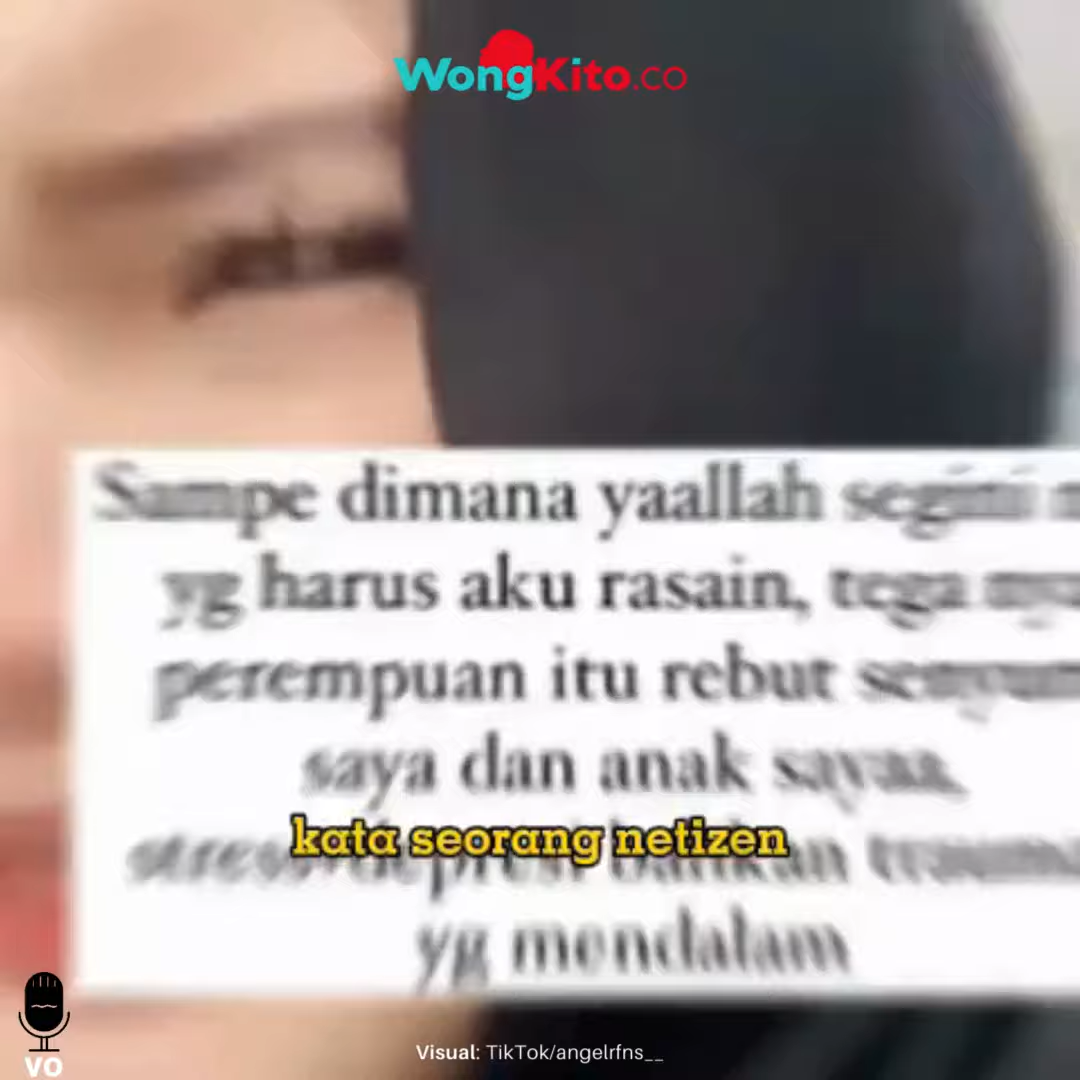 WongKito.co
Sampe dimana yaallah segini
yg harus aku rasain, tega
perempuan itu rebut
saya dan anak sayaa,
kata seorang netizen
yg mendalam
VO
Visual: TikTok/angelrfns__